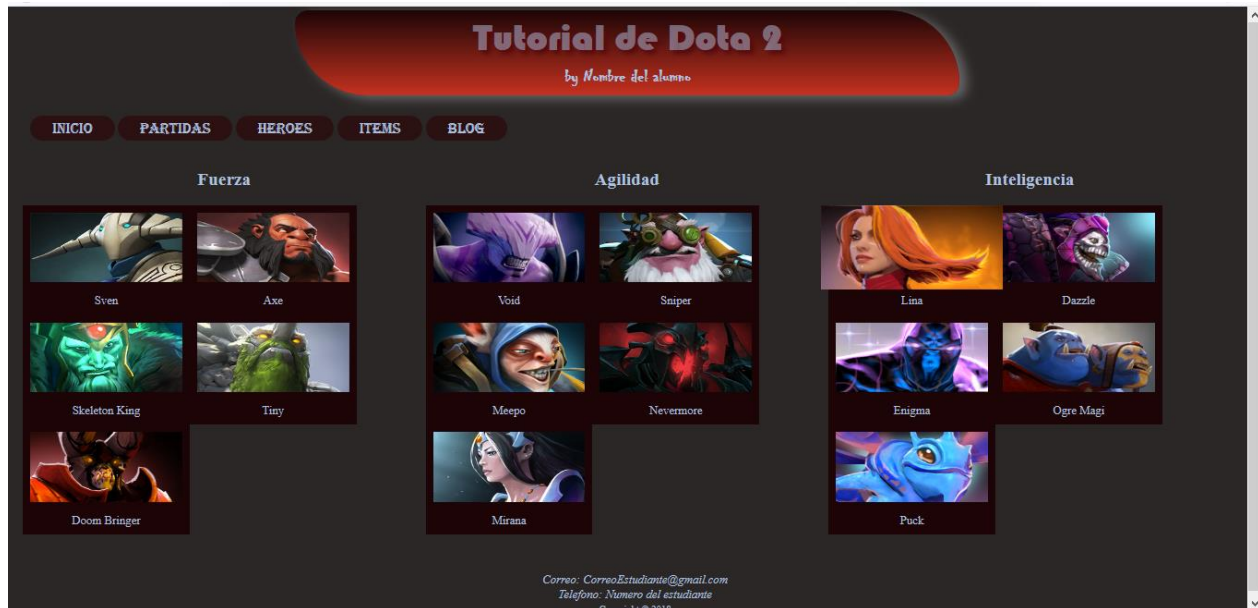 Tutorial de Dota 2
by Nombre del alumno
INICIO PARTIDAS HEROES ITEMS BLOG
Fuerza Agilidad Inteligencia
Sven Axe Void Sniper Lina Dazzle
Skeleton King Tiny Meepo Nevermore Enigma Ogre Magi
Doom Bringer Mirana Puck
Correo: CorreoEstudiante@gmail.com
Telefono: Numero del estudiante